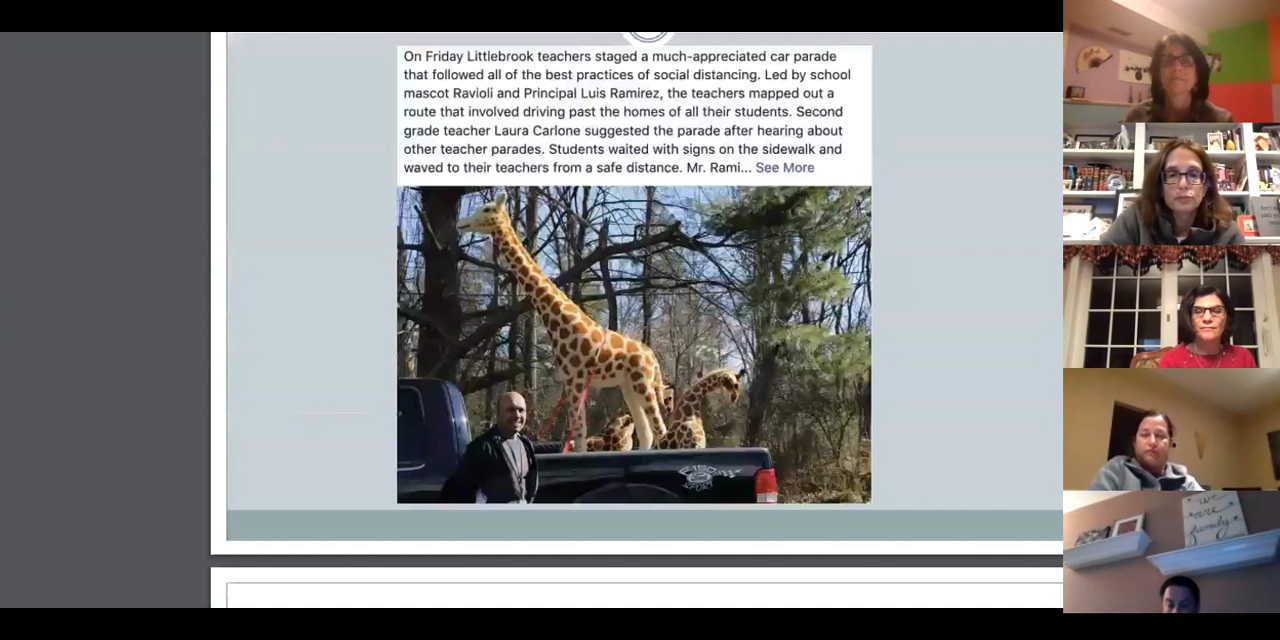 On Friday Littlebrook teachers staged a much-appreciated car parade
that followed all of the best practices of social distancing. Led by school
mascot Ravioli and Principal Luis Ramirez, the teachers mapped out a
route that involved driving past the homes of all their students. Second
grade teacher Laura Carlone suggested the parade after hearing about
other teacher parades. Students waited with signs on the sidewalk and
waved to their teachers from a safe distance. Mr. Rami... See More
we
are
family